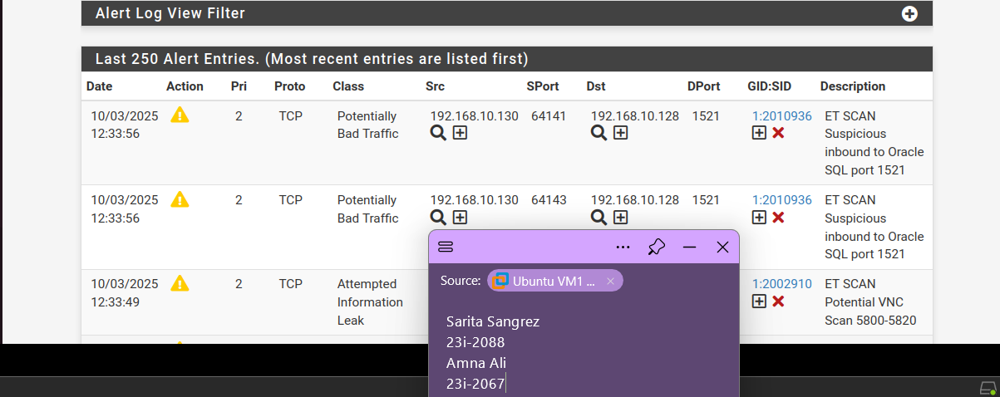 Alert Log View Filter
Last 250 Alert Entries. (Most recent entries are listed first)
Date Action Pri Proto Class Src SPort Dst DPort GID:SID Description
10/03/2025 2 TCP Potentially 192.168.10.130 64141 192.168.10.128 1521 1:2010936 ET SCAN
12:33:56 Bad Traffic Suspicious
inbound to Oracle
SQL port 1521
10/03/2025 2 TCP Potentially 192.168.10.130 64143 192.168.10.128 1521 1:2010936 ET SCAN
12:33:56 Bad Traffic Suspicious
inbound to Oracle
SQL port 1521
10/03/2025 2 TCP Attempted 1:2002910 ET SCAN
12:33:49 Information Potential VNC
Leak Scan 5800-5820
Source: Ubuntu VM1 ...
Sarita Sangrez
23i-2088
Amna Ali
23i-2067